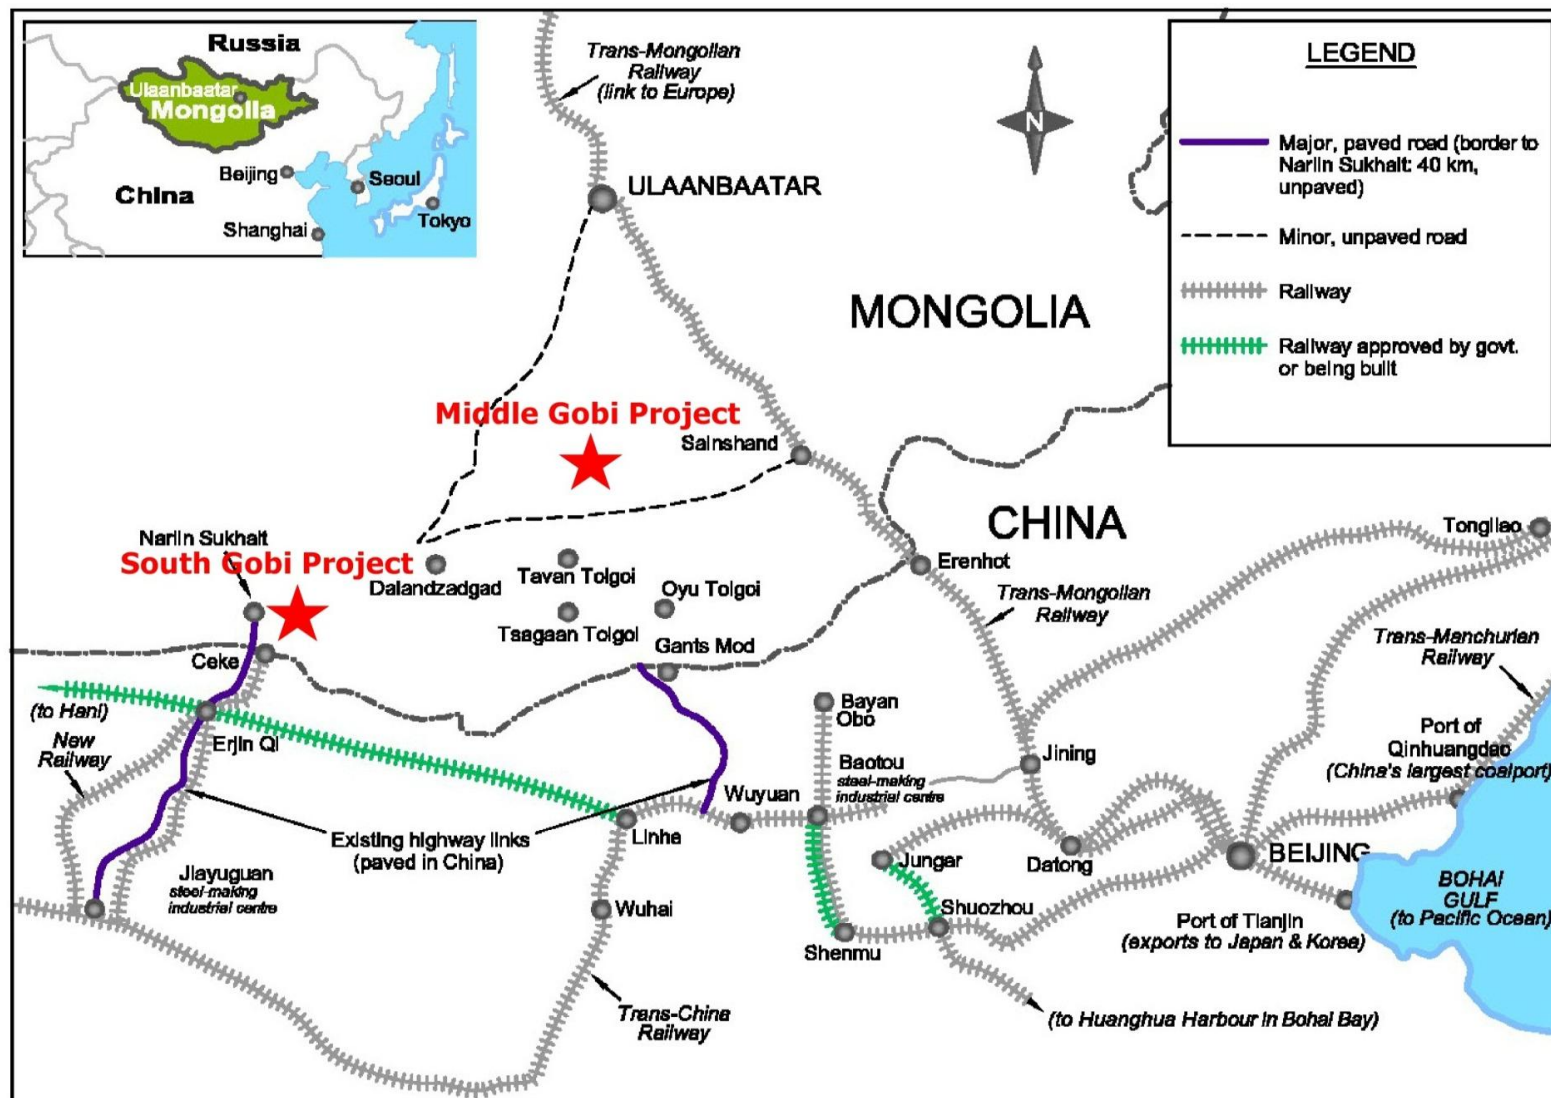 Russia
Ulaanbaatar
Mongolia
Beijing
Seoul
China
Shanghai
Tokyo
Trans-Mongolian
Railway
(link to Europe)
N
LEGEND
Major, paved road (border to
Nariin Sukhait: 40 km,
unpaved)
Minor, unpaved road
Railway
Railway approved by govt.
or being built
ULAANBAATAR
MONGOLIA
Middle Gobi Project
Sainshand
CHINA
Tongliao
Nariin Sukhait
South Gobi Project
Dalandzadgad
Tavan Tolgoi
Oyu Tolgoi
Tsagaan Tolgoi
Gants Mod
Erenhot
Trans-Mongolian
Railway
Trans-Manchurian
Railway
Ceke
(to Hani)
New
Railway
Erjin Qi
Bayan
Obo
Baotou
steel-making
industrial centre
Jining
Port of
Qinhuangdao
(China's largest coalport)
Wuyuan
Existing highway links
(paved in China)
Linhe
Jiayuguan
steel-making
industrial centre
Wuhai
Jungar
Datong
BEIJING
Shuozhou
Shenmu
Port of Tianjin
(exports to Japan & Korea)
BOHAI
GULF
(to Pacific Ocean)
Trans-China
Railway
(to Huanghua Harbour in Bohai Bay)